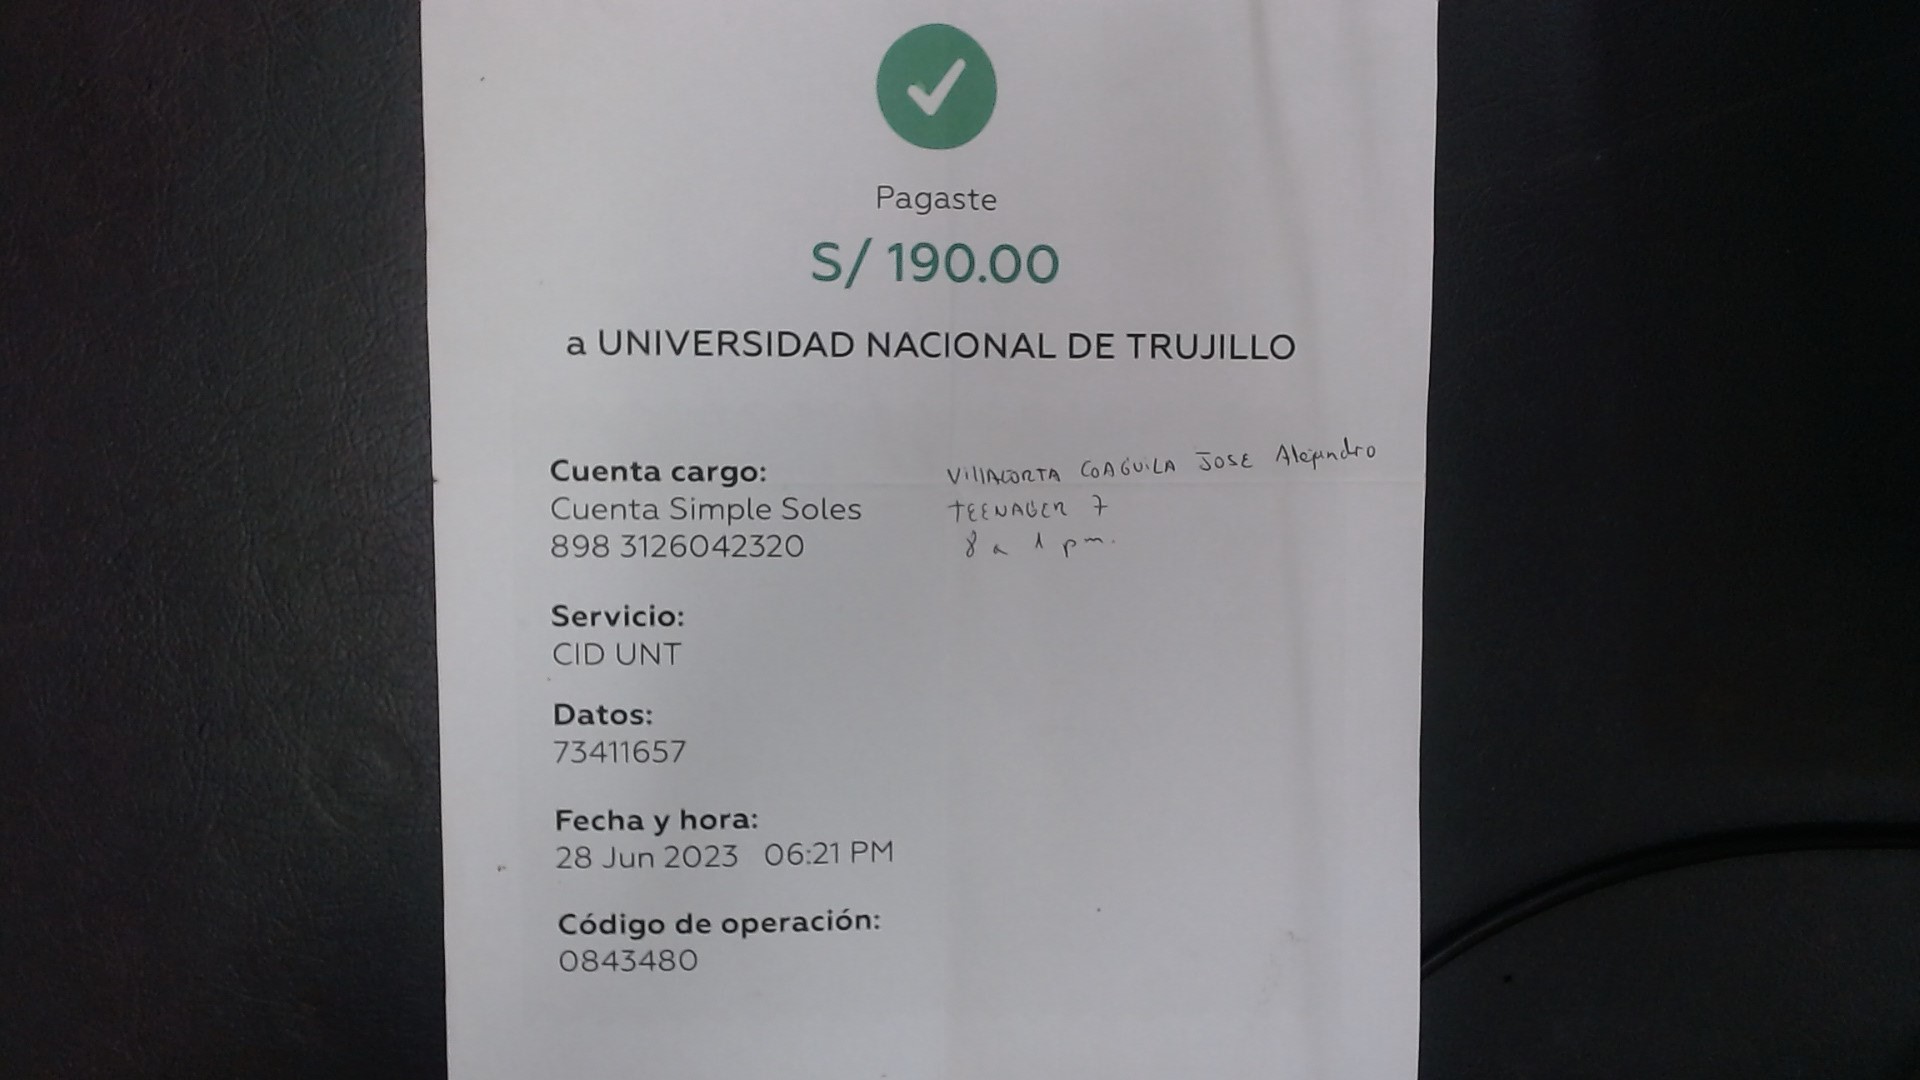 Pagaste
S/ 190.00
a UNIVERSIDAD NACIONAL DE TRUJILLO
Cuenta cargo:
Cuenta Simple Soles
898 3126042320
VIllACORTA COAGUILA JOSE Alejandro
TEENAGER 7
8 a 1 pm.
Servicio:
CID UNT
Datos:
73411657
Fecha y hora:
28 Jun 2023 06:21 PM
Código de operación:
0843480